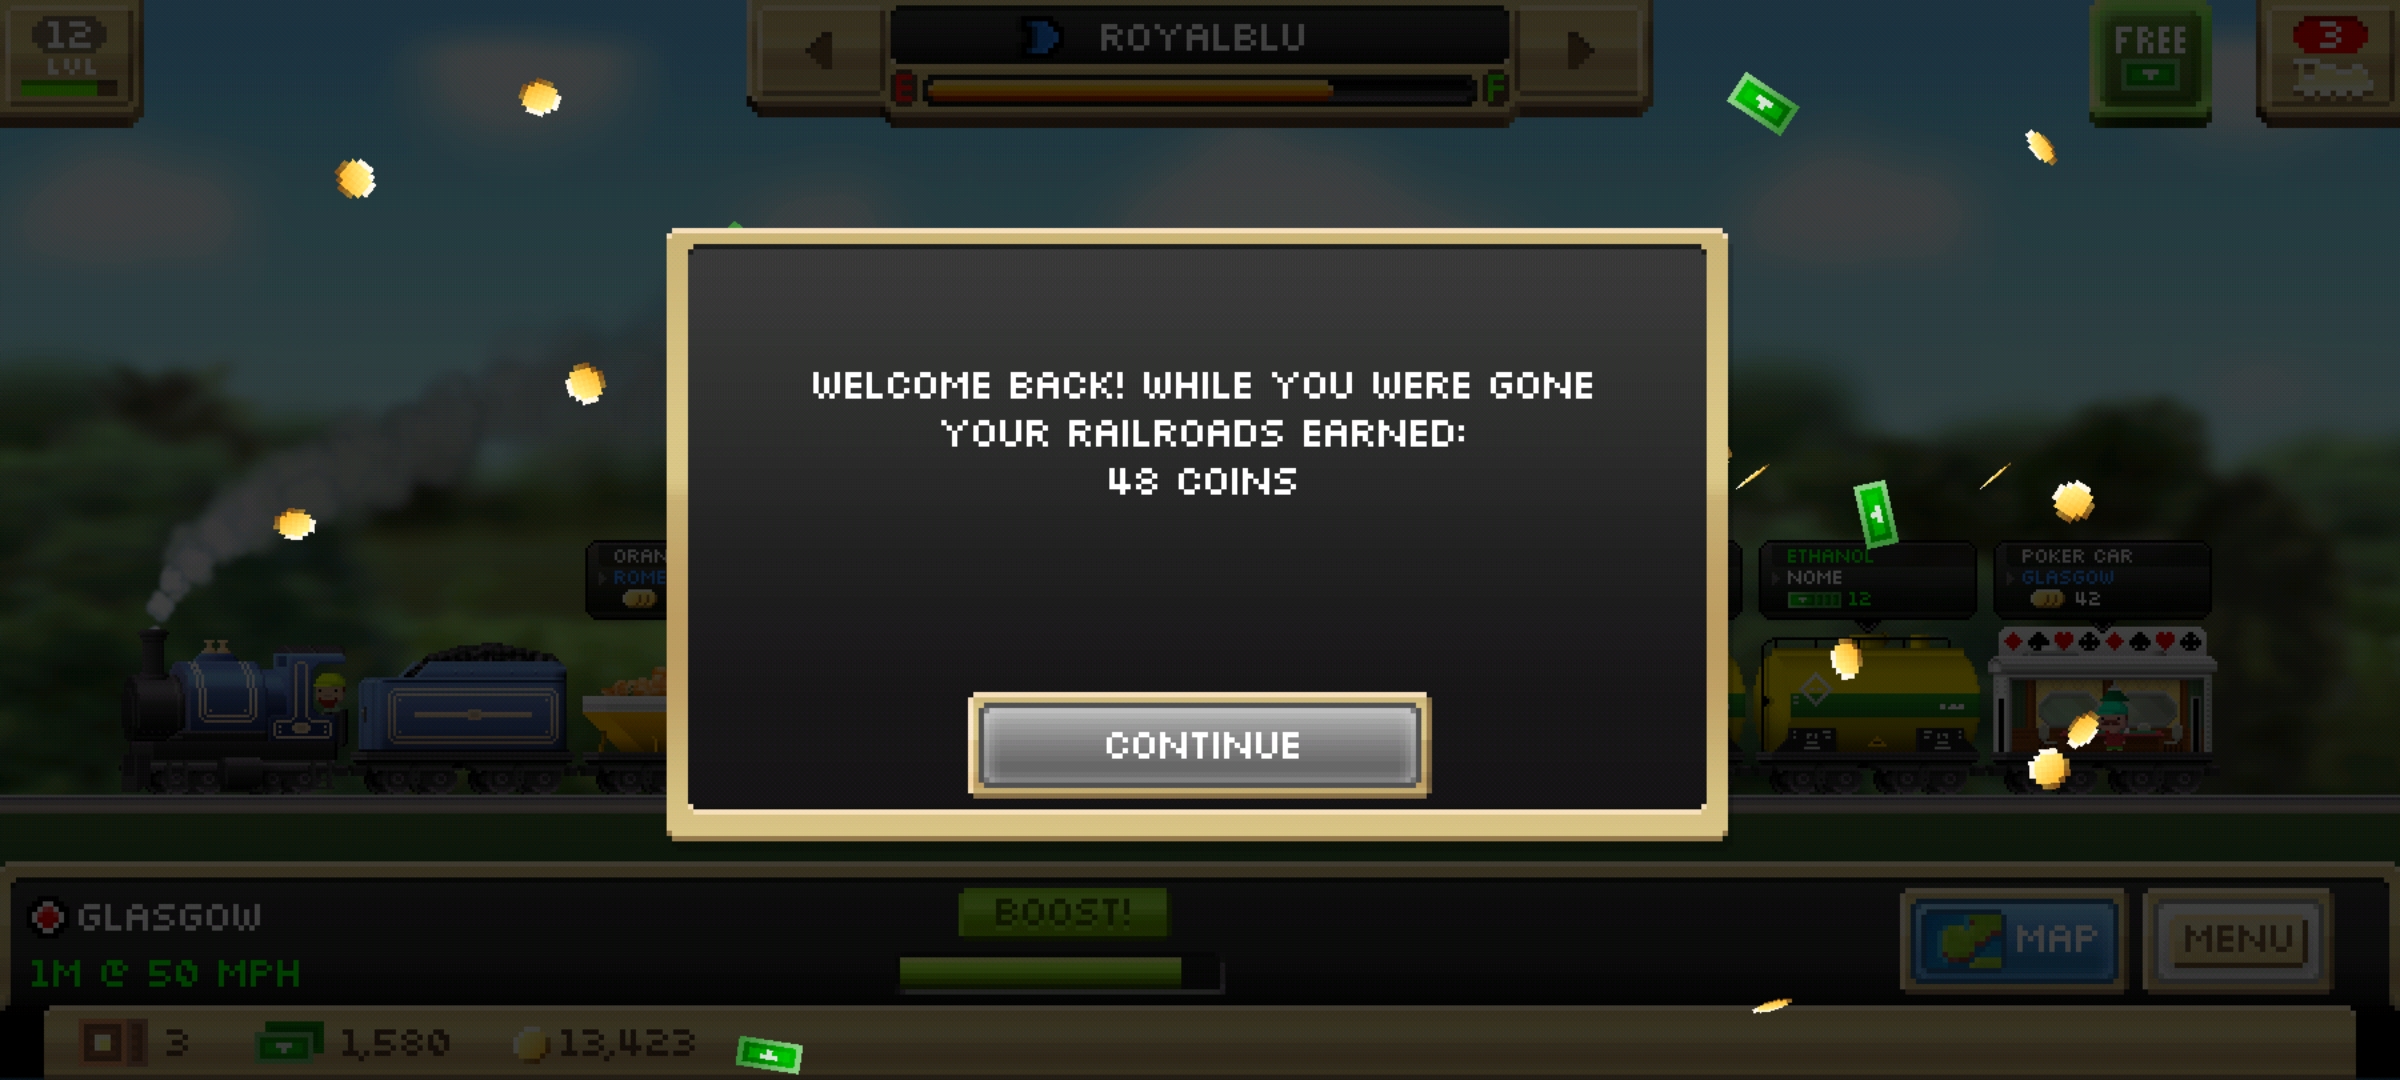 12
LVL
ROYALBLU
E
F
FREE
3
WELCOME BACK! WHILE YOU WERE GONE
YOUR RAILROADS EARNED:
48 COINS
CONTINUE
ROME
ETHANOL
NOME
12
POKER CAR
GLASGOW
42
GLASGOW
1M @ 50 MPH
BOOST!
MAP
MENU
3
1,580
13,423